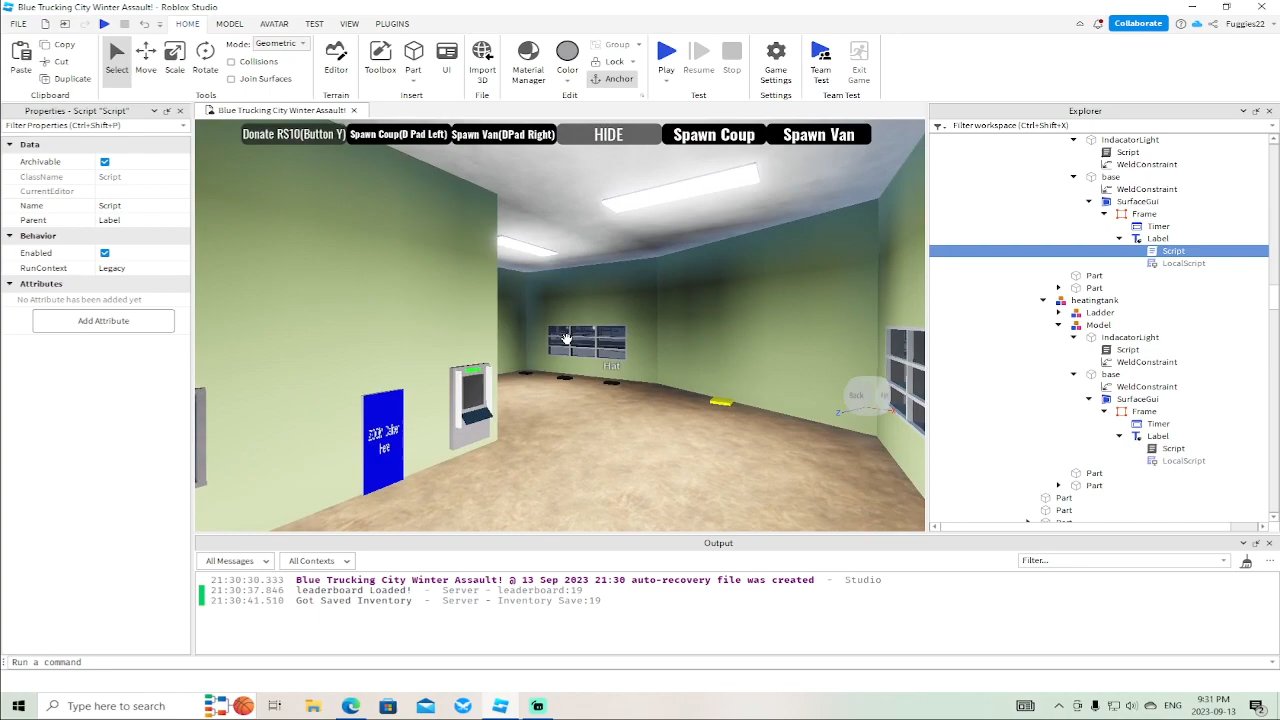 Blue Trucking City Winter Assault! - Roblox Studio
FILE
HOME MODEL AVATAR TEST VIEW PLUGINS
Collaborate
Fuggies22
Paste
Copy
Cut
Duplicate
Clipboard
Select Move Scale Rotate
Mode: Geometric
Collisions
Join Surfaces
Tools
Editor
Terrain
Toolbox Part UI
Insert
Import 3D
File
Material Manager
Color
Group
Lock
Anchor
Edit
Play Resume Stop
Test
Game Settings
Settings
Team Test
Exit Game
Team Test
Properties - Script "Script"
Filter Properties (Ctrl+Shift+P)
Data
Archivable
ClassName Script
CurrentEditor
Name Script
Parent Label
Behavior
Enabled
RunContext Legacy
Attributes
No Attribute has been added yet
Add Attribute
Blue Trucking City Winter Assault!
Donate RS10(Button Y) Spawn Coup(D Pad Left) Spawn Van(DPad Right) HIDE Spawn Coup Spawn Van
Hat
Back
Z
Here
Explorer
Filter workspace (Ctrl+Shift+X)
IndacatorLight
Script
WeldConstraint
base
WeldConstraint
SurfaceGui
Frame
Timer
Label
Script
LocalScript
Part
Part
heatingtank
Ladder
Model
IndacatorLight
Script
WeldConstraint
base
WeldConstraint
SurfaceGui
Frame
Timer
Label
Script
LocalScript
Part
Part
Part
Part
Output
All Messages All Contexts Filter...
21:30:30.333 Blue Trucking City Winter Assault! @ 13 Sep 2023 21:30 auto-recovery file was created - Studio
21:30:37.846 leaderboard Loaded! - Server - leaderboard:19
21:30:41.510 Got Saved Inventory - Server - Inventory Save:19
Run a command
Type here to search
ENG
9:31 PM
2023-09-13
2